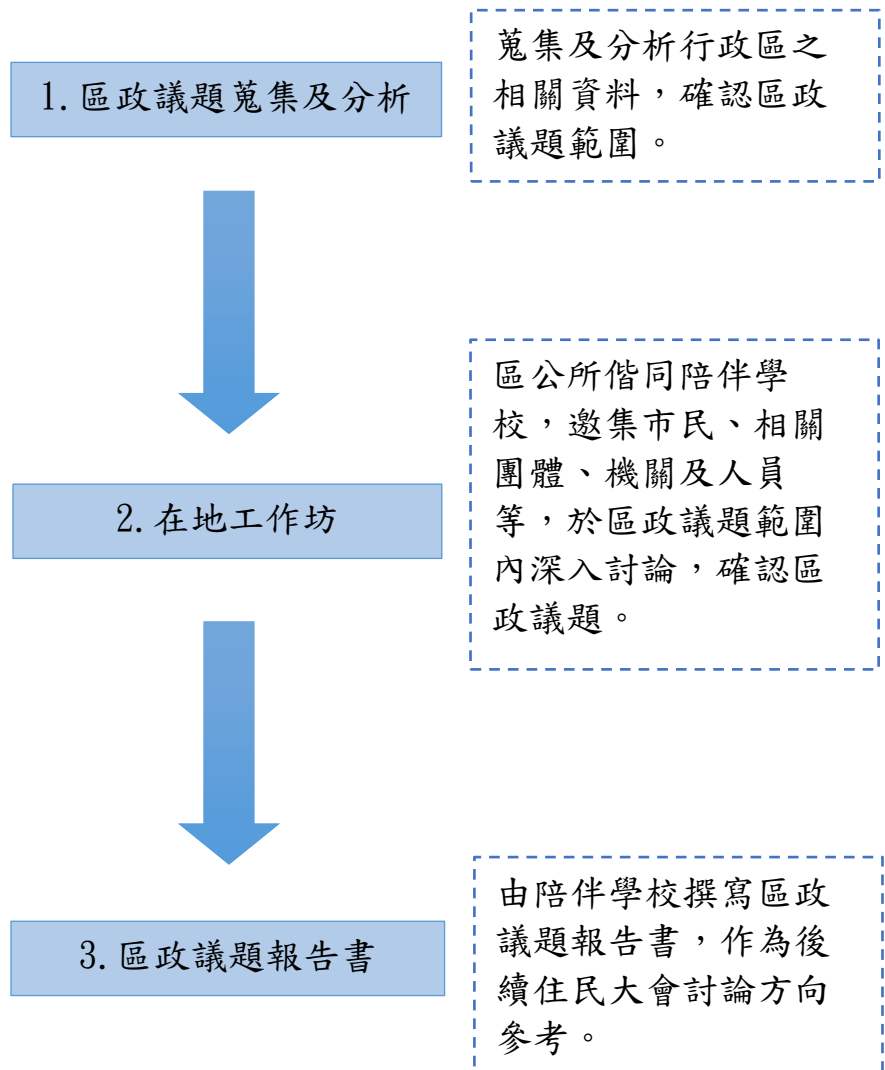 1.區政議題蒐集及分析
蒐集及分析行政區之
相關資料，確認區政
議題範圍。
2.在地工作坊
區公所偕同陪伴學
校，邀集市民、相關
團體、機關及人員
等，於區政議題範圍
內深入討論，確認區
政議題。
3.區政議題報告書
由陪伴學校撰寫區政
議題報告書，作為後
續住民大會討論方向
參考。